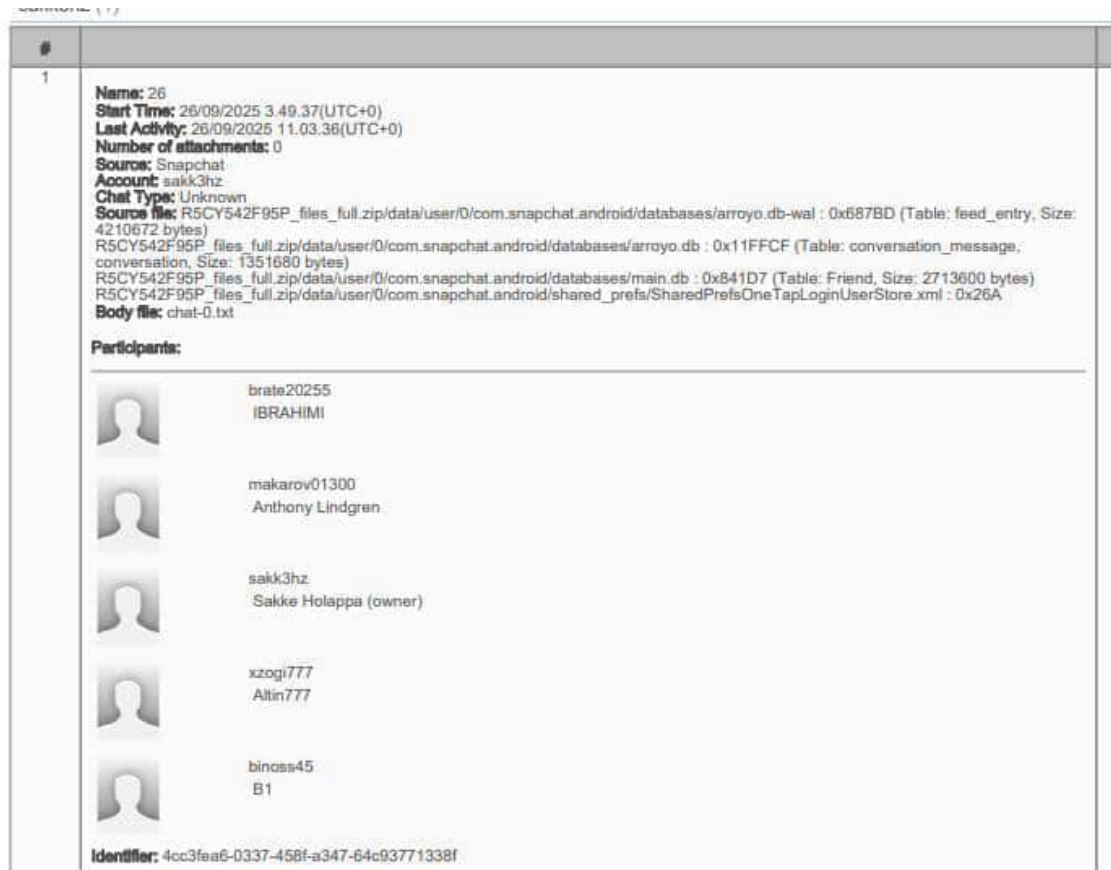 #
1
Name: 26
Start Time: 26/09/2025 3.49.37(UTC+0)
Last Activity: 26/09/2025 11.03.36(UTC+0)
Number of attachments: 0
Source: Snapchat
Account: sakk3hz
Chat Type: Unknown
Source file: R5CY542F95P_files_full.zip/data/user/0/com.snapchat.android/databases/arroyo.db-wal : 0x687BD (Table: feed_entry, Size:
4210672 bytes)
R5CY542F95P_files_full.zip/data/user/0/com.snapchat.android/databases/arroyo.db : 0x11FFCF (Table: conversation_message,
conversation, Size: 1351680 bytes)
R5CY542F95P_files_full.zip/data/user/0/com.snapchat.android/databases/main.db : 0x841D7 (Table: Friend, Size: 2713600 bytes)
R5CY542F95P_files_full.zip/data/user/0/com.snapchat.android/shared_prefs/SharedPrefsOneTapLoginUserStore.xml : 0x26A
Body file: chat-0.txt
Participants:
brate20255
IBRAHIMI
makarov01300
Anthony Lindgren
sakk3hz
Sakke Holappa (owner)
xzogi777
Altin777
binoss45
B1
Identifier: 4cc3fea6-0337-458f-a347-64c93771338f